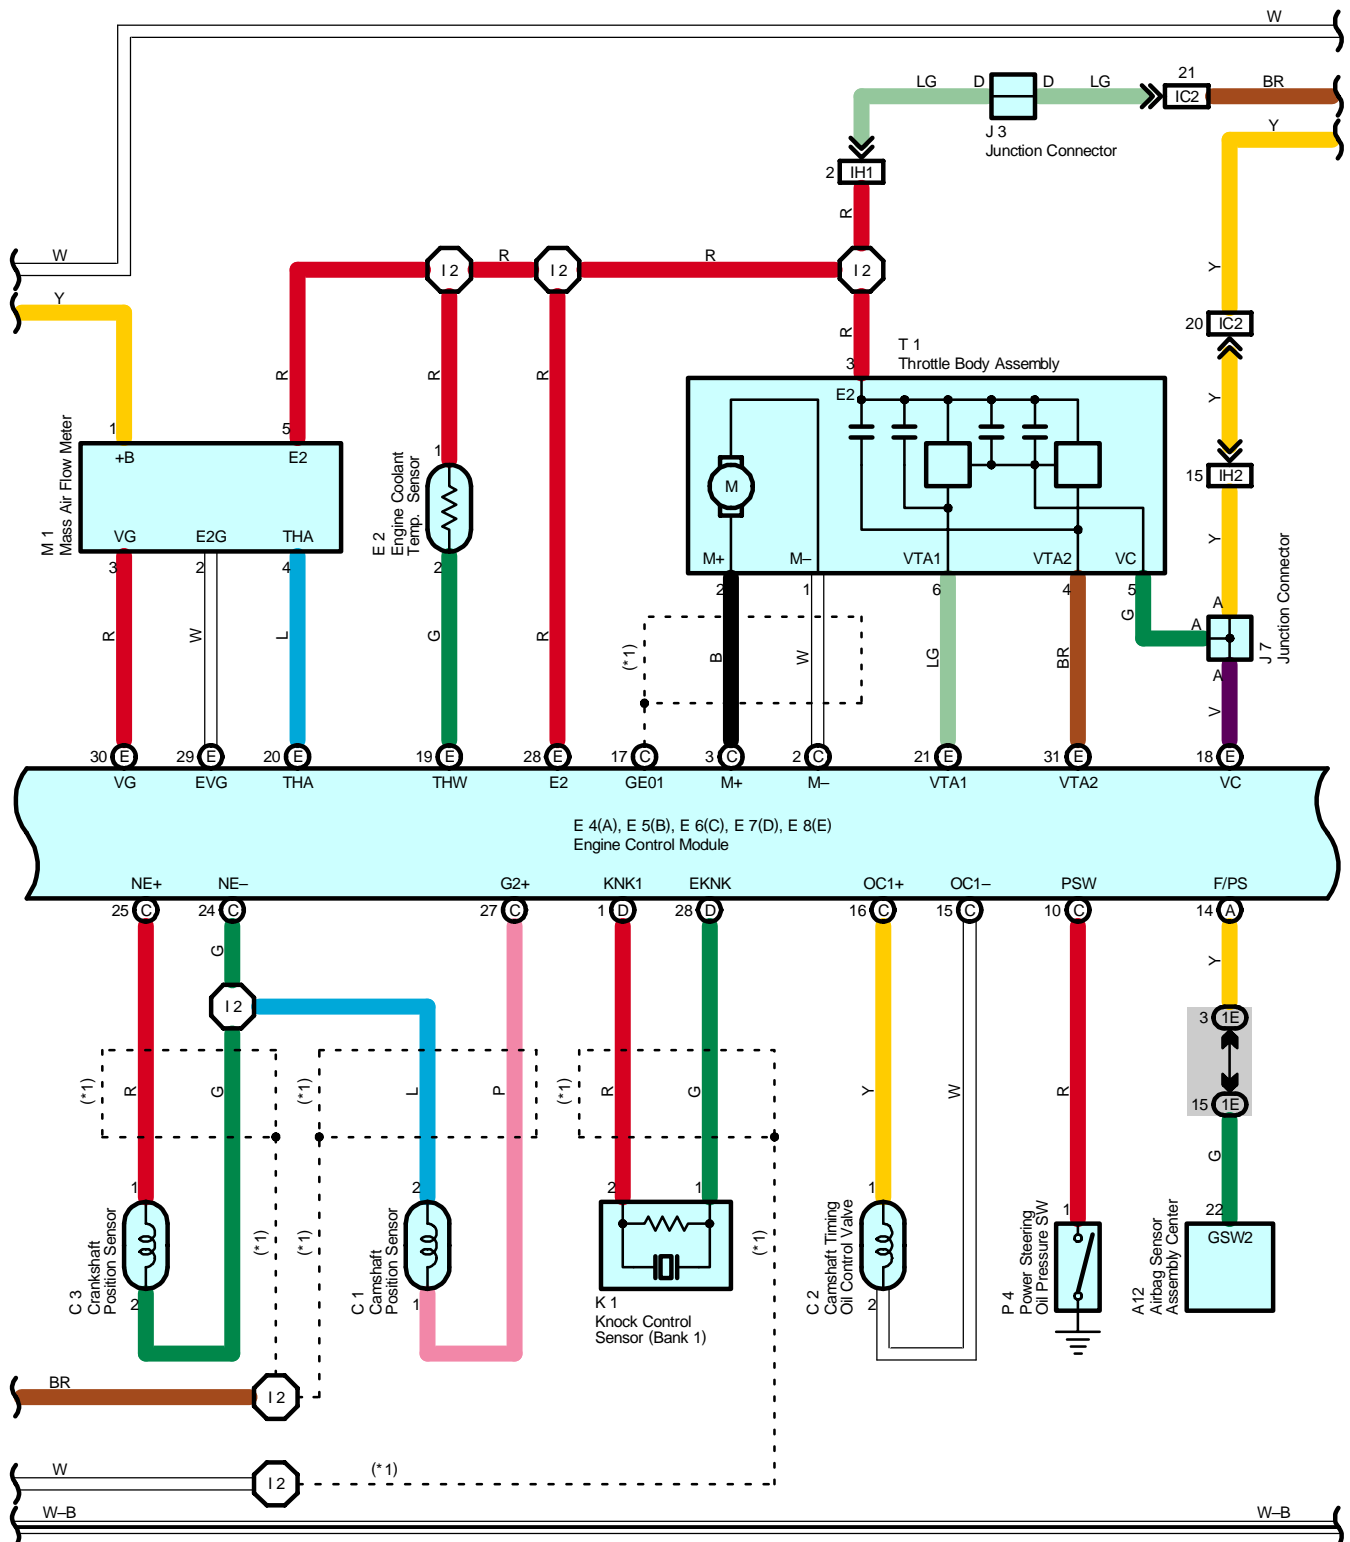 W
21
LG D D LG IC2 BR
J 3
Junction Connector
Y
2 IH1
R
W
I 2 R I 2 R I 2
Y
Y
R
20 IC2
T 1
Throttle Body Assembly
3
R R R
E2
Y
1 5
+B E2
M 1
Mass Air Flow Meter
1
E 2
Engine Coolant
Temp. Sensor
M
15 IH2
VG E2G THA
M+ M– VTA1 VTA2 VC
3 2 4 2 2 1 6 4 5
Y
G
A
A
J 7
Junction Connector
R W L G R (*1) B W LG BR
A
V
30 E 29 E 20 E 19 E 28 E 17 C 3 C 2 C 21 E 31 E 18 E
VG EVG THA THW E2 GE01 M+ M– VTA1 VTA2 VC
E 4(A), E 5(B), E 6(C), E 7(D), E 8(E)
Engine Control Module
NE+ NE– G2+ KNK1 EKNK OC1+ OC1– PSW F/PS
25 C 24 C 27 C 1 D 28 D 16 C 15 C 10 C 14 A
G Y
I 2
3 1E
(*1) R G (*1) L P (*1) R G Y W R
15 1E
G
1 2 2 1 1 1 22
GSW2
C 3
Crankshaft
Position Sensor
(*1) (*1)
C 1
Camshaft
Position Sensor
(*1)
C 2
Camshaft Timing
Oil Control Valve
P 4
Power Steering
Oil Pressure SW
A12
Airbag Sensor
Assembly Center
2 1 2
K 1
Knock Control
Sensor (Bank 1)
BR I 2
W I 2 (*1)
W–B W–B